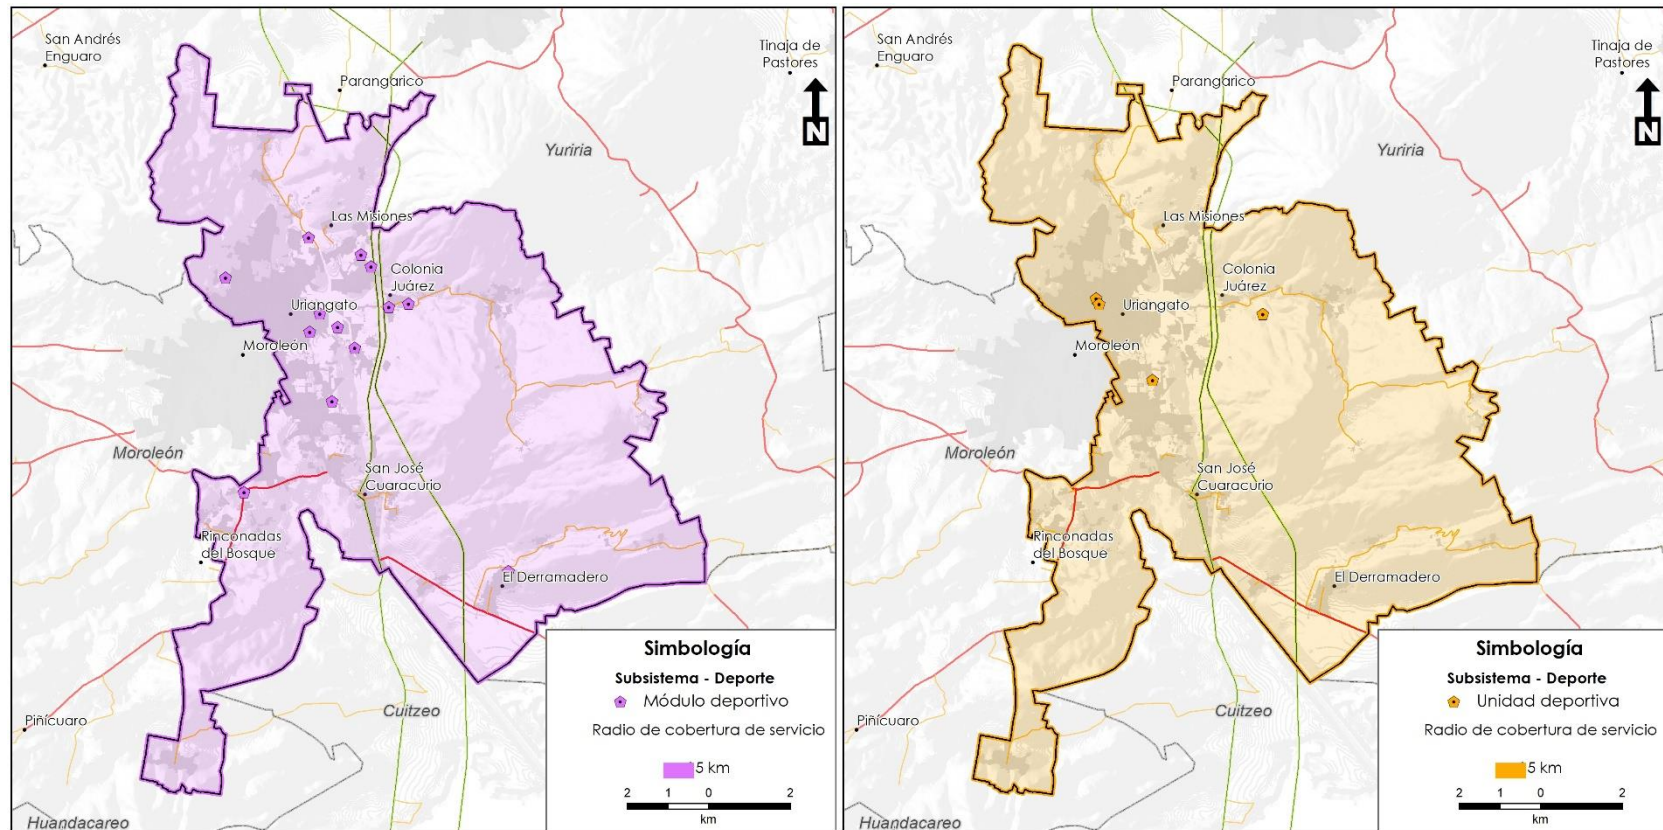 San Andrés
Enguaro
Tinaja de
Pastores
Parangarico
N
Yuriria
Las Misiones
Colonia
Juárez
Uriangato
Moroleón
Moroleón
San José
Cuaracurio
Rinconadas
del Bosque
El Derramadero
Piñícuaro
Cuitzeo
Huandacareo
Simbología
Subsistema - Deporte
Módulo deportivo
Radio de cobertura de servicio
5 km
2 1 0 2
km
San Andrés
Enguaro
Tinaja de
Pastores
Parangarico
N
Yuriria
Las Misiones
Colonia
Juárez
Uriangato
Moroleón
Moroleón
San José
Cuaracurio
Rinconadas
del Bosque
El Derramadero
Piñícuaro
Cuitzeo
Huandacareo
Simbología
Subsistema - Deporte
Unidad deportiva
Radio de cobertura de servicio
5 km
2 1 0 2
km